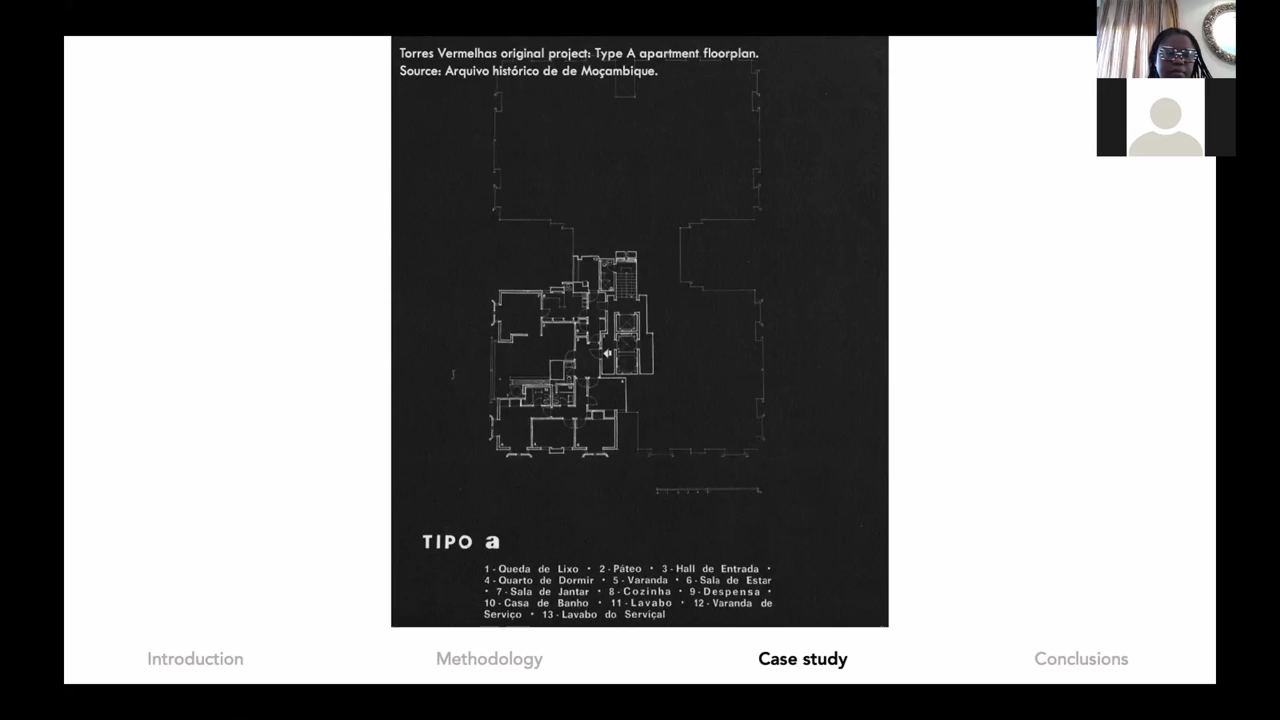 Torres Vermelhas original project: Type A apartment floorplan.
Source: Arquivo histórico de de Moçambique.
TIPO a
1 - Queda de Lixo • 2 - Páteo • 3 - Hall de Entrada •
4 - Quarto de Dormir • 5 - Varanda • 6 - Sala de Estar
• 7 - Sala de Jantar • 8 - Cozinha • 9 - Despensa •
10 - Casa de Banho • 11 - Lavabo • 12 - Varanda de
Serviço • 13 - Lavabo do Serviçal
Introduction
Methodology
Case study
Conclusions